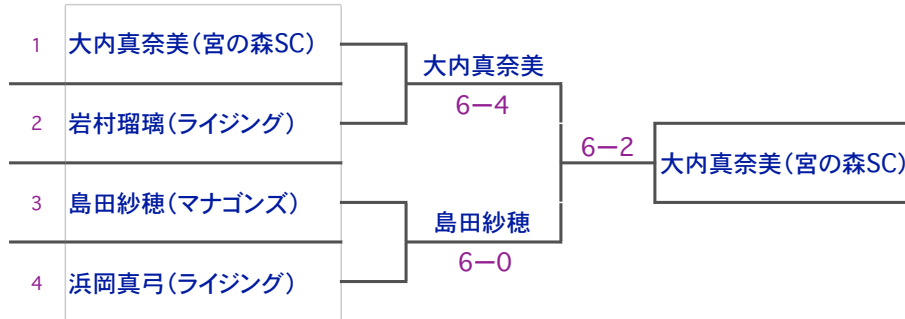 1 大内真奈美(宮の森SC)
大内真奈美
6ー4
2 岩村瑠璃(ライジング)
6ー2
大内真奈美(宮の森SC)
3 島田紗穂(マナゴンズ)
島田紗穂
6ー0
4 浜岡真弓(ライジング)